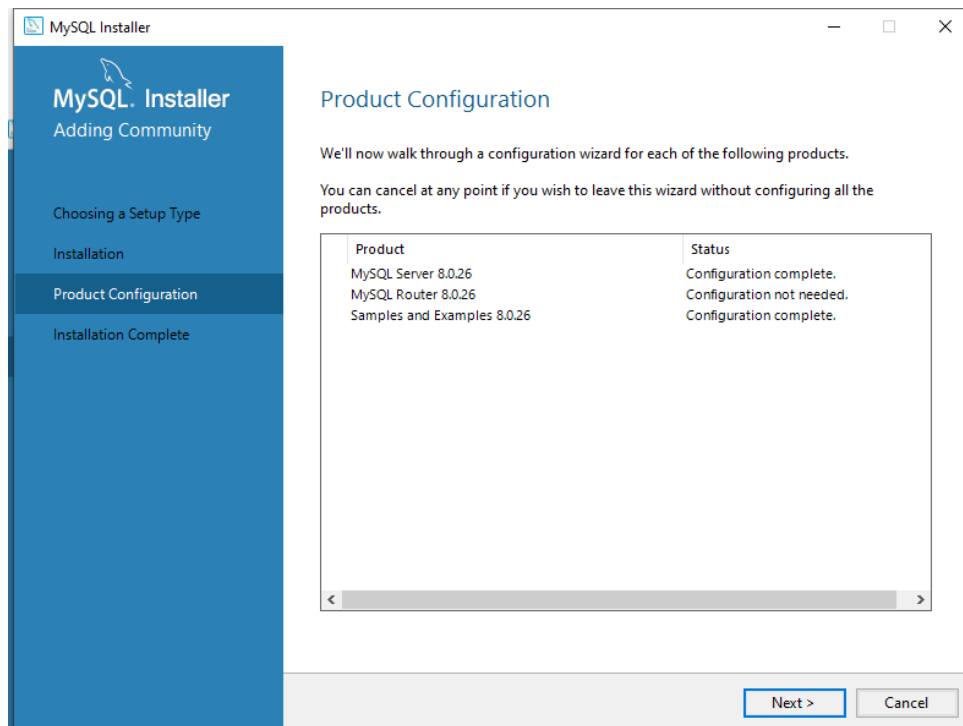 MySQL Installer
MySQL. Installer
Adding Community
Choosing a Setup Type
Installation
Product Configuration
Installation Complete
Product Configuration
We'll now walk through a configuration wizard for each of the following products.
You can cancel at any point if you wish to leave this wizard without configuring all the
products.
Product Status
MySQL Server 8.0.26 Configuration complete.
MySQL Router 8.0.26 Configuration not needed.
Samples and Examples 8.0.26 Configuration complete.
Next > Cancel